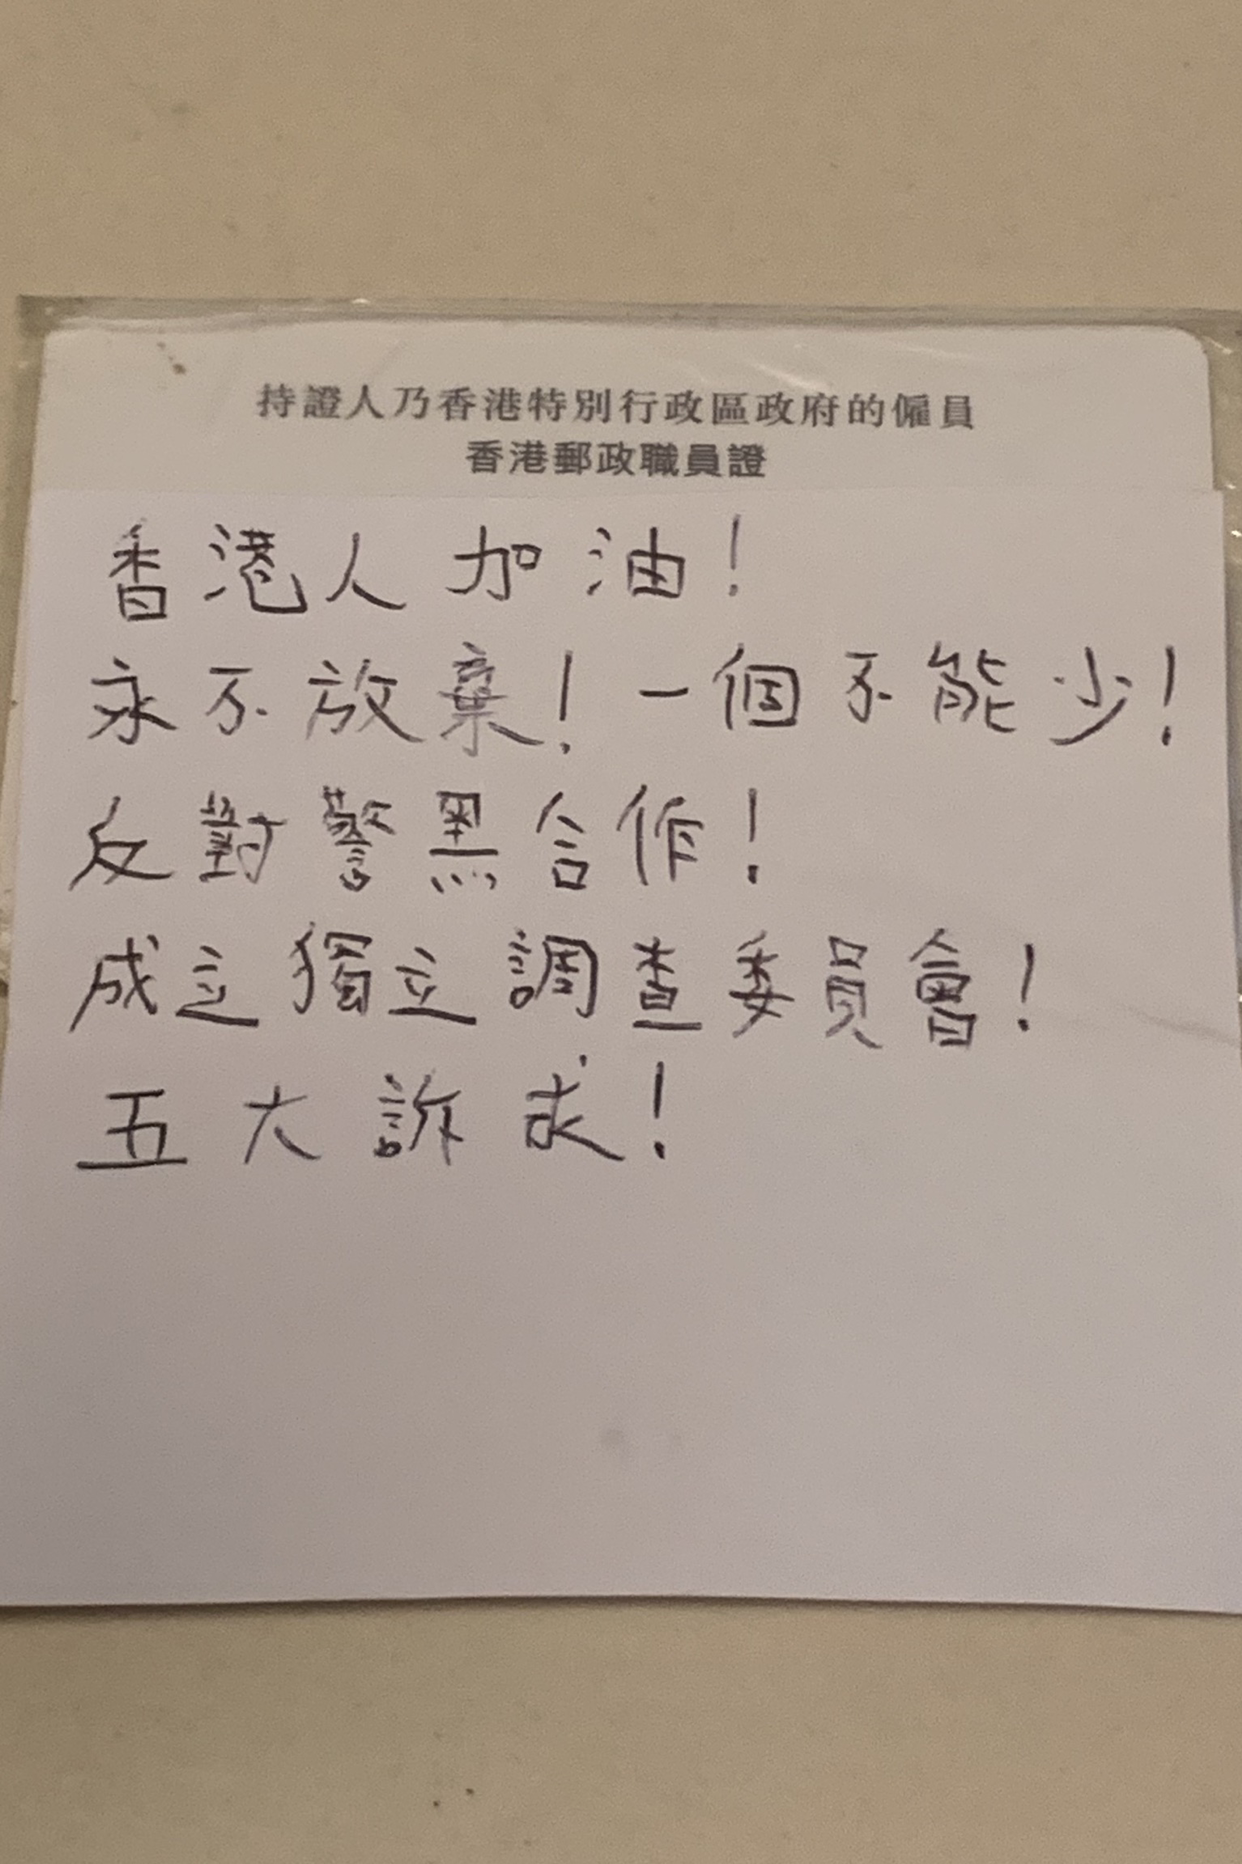 持證人乃香港特別行政區政府的僱員
香港郵政職員證
香港人加油！
永不放棄！一個不能少！
反對警黑合作！
成立獨立調查委員會！
五大訴求！